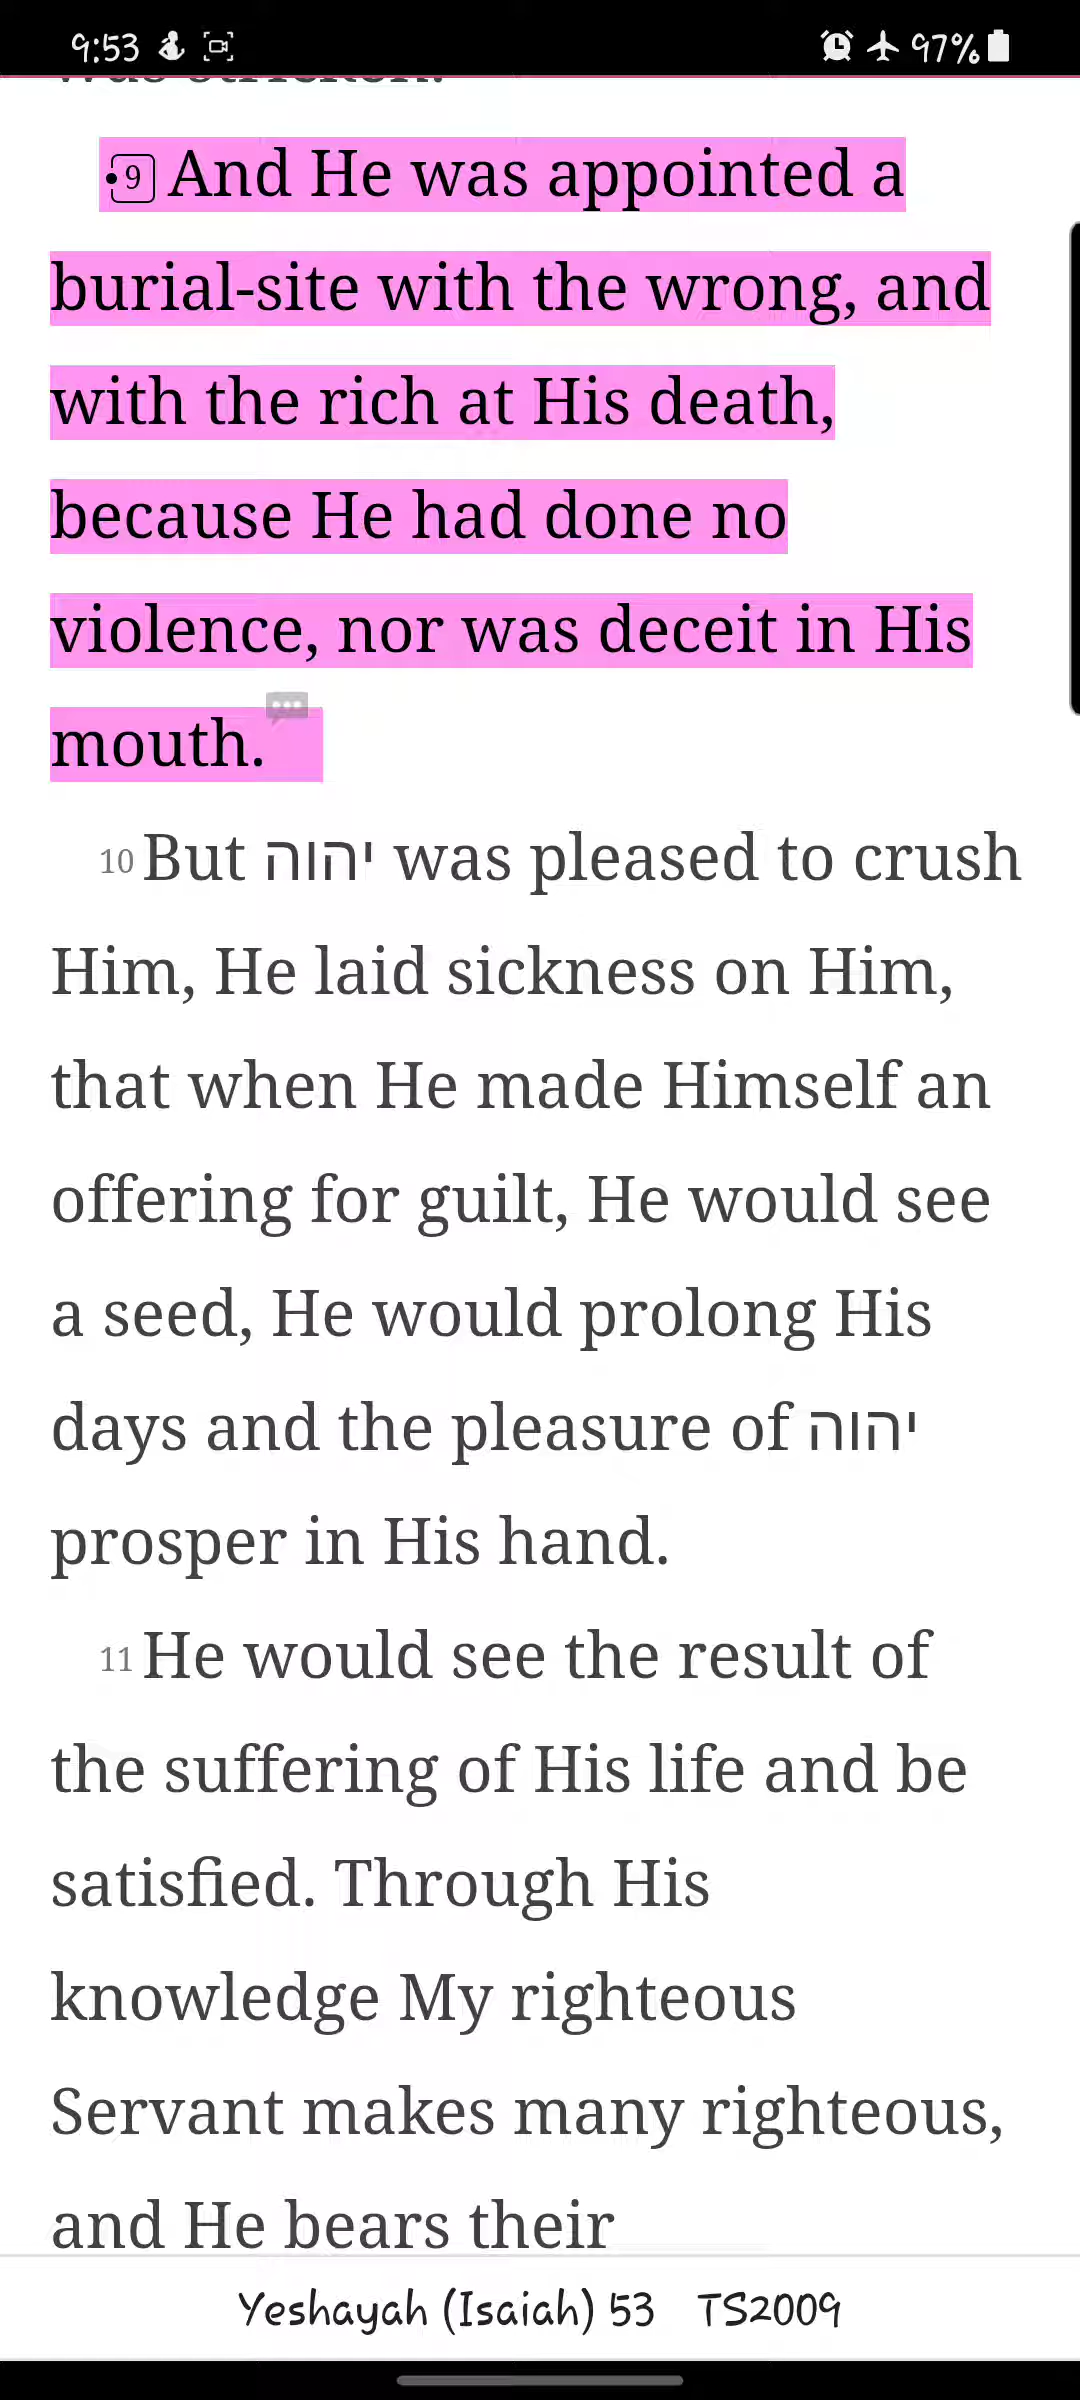 9:53 97%
was stricken.
9 And He was appointed a
burial-site with the wrong, and
with the rich at His death,
because He had done no
violence, nor was deceit in His
mouth.
10 But יהוה was pleased to crush
Him, He laid sickness on Him,
that when He made Himself an
offering for guilt, He would see
a seed, He would prolong His
days and the pleasure of יהוה
prosper in His hand.
11 He would see the result of
the suffering of His life and be
satisfied. Through His
knowledge My righteous
Servant makes many righteous,
and He bears their
Yeshayah (Isaiah) 53 TS2009